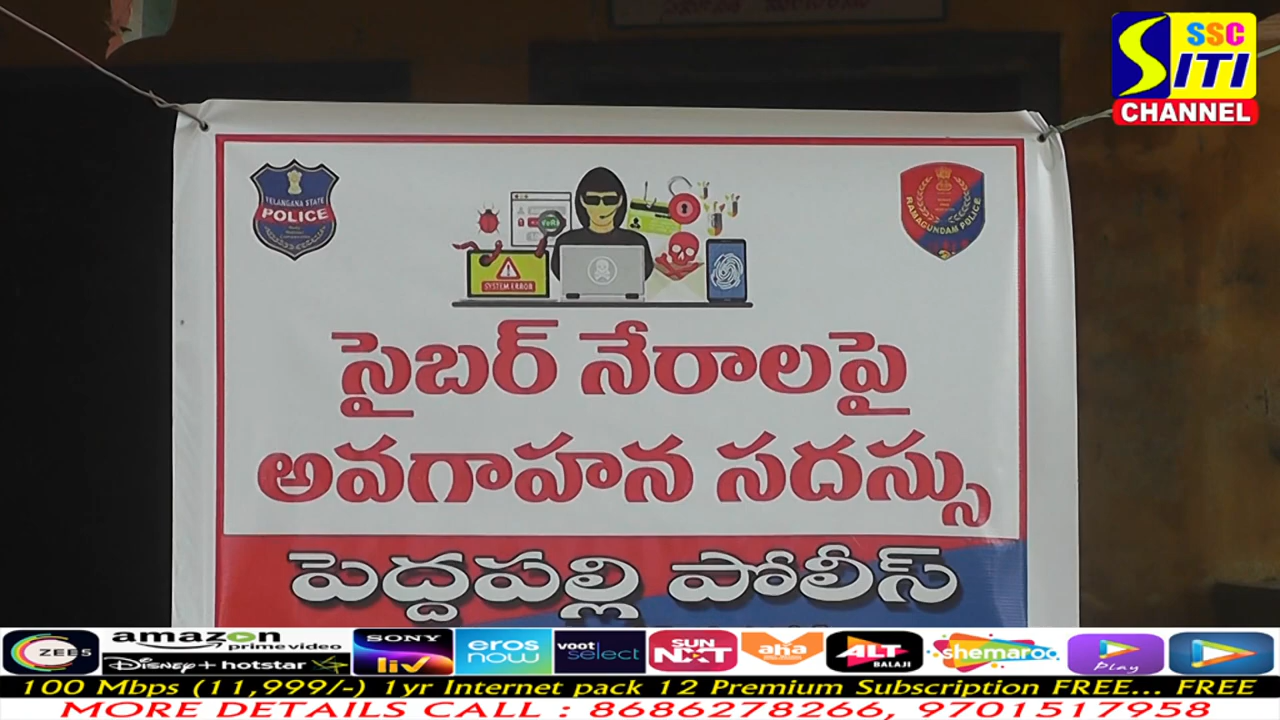 SSC
SITI
CHANNEL
TELANGANA STATE
POLICE
RAMAGUNDAM POLICE
SYSTEM ERROR
సైబర్ నేరాలపై
అవగాహన సదస్సు
పెద్దపల్లి పోలీస్
ZEE5
amazon
prime video
Disney+ hotstar
SONY
liv
eros
now
voot
select
SUN
NXT
aha
ALT
BALAJI
shemaroo
Play
100 Mbps (11,999/-) 1yr Internet pack 12 Premium Subscription FREE... FREE
MORE DETAILS CALL : 8686278266, 9701517958